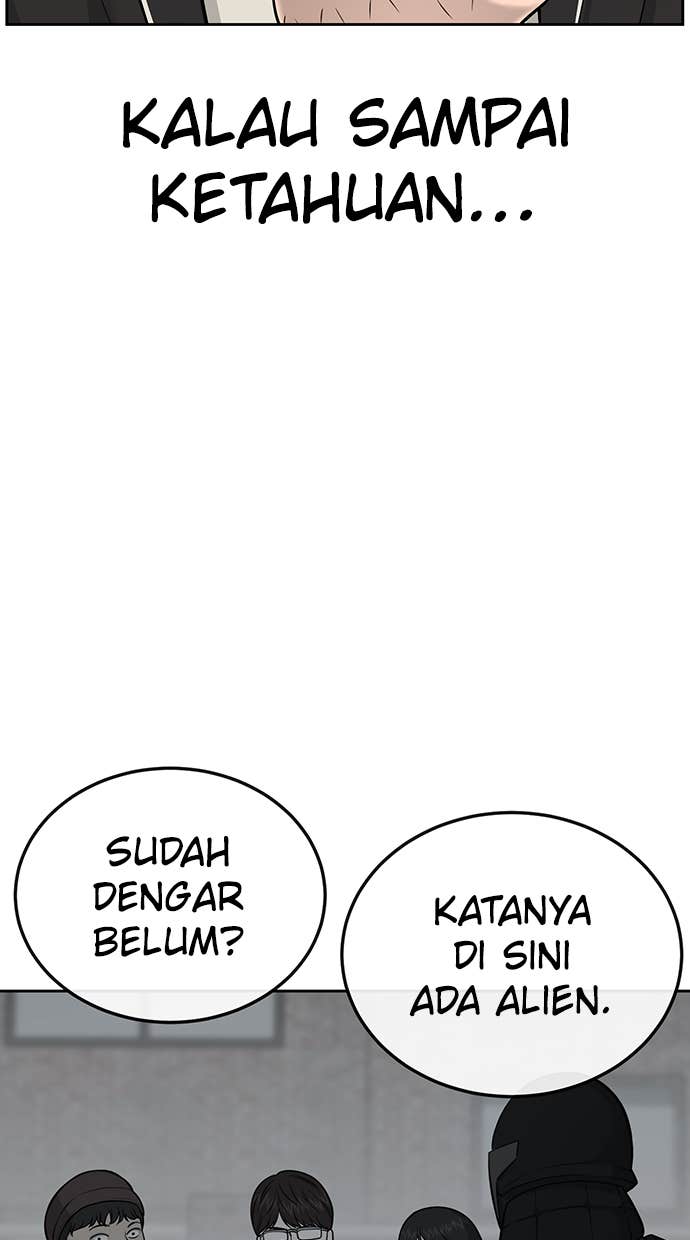 KALAU SAMPAI
KETAHUAN...
SUDAH
DENGAR
BELUM?
KATANYA
DI SINI
ADA ALIEN.